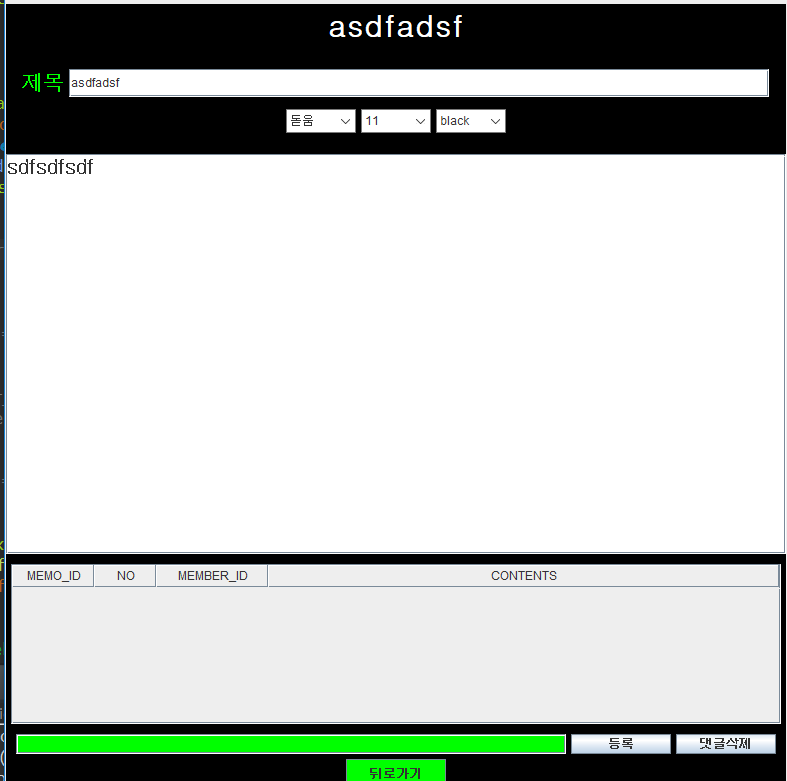 asdfadsf
제목 asdfadsf
돋움 11 black
sdfsdfsdf
MEMO_ID NO MEMBER_ID CONTENTS
등록 댓글삭제
뒤로가기